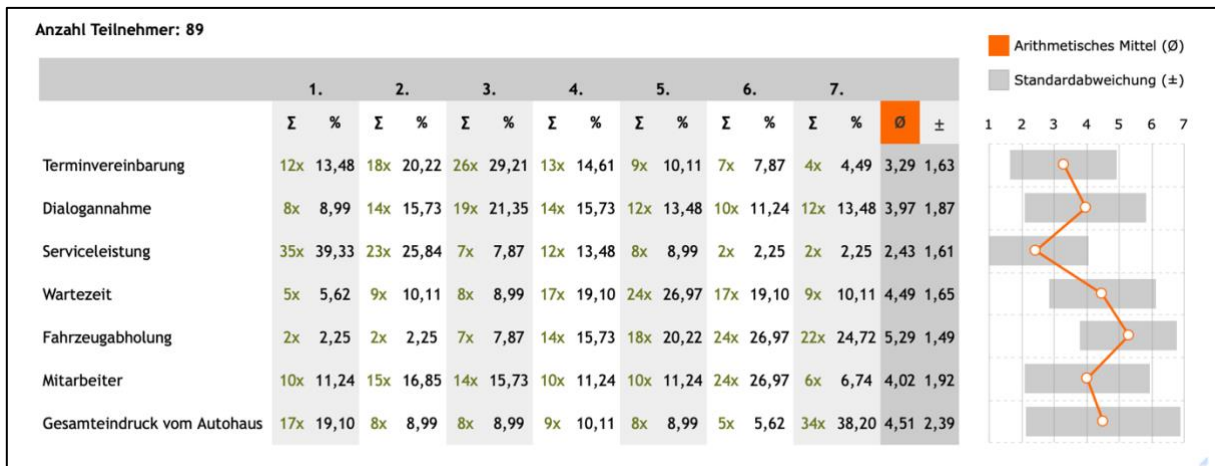 Anzahl Teilnehmer: 89
Arithmetisches Mittel (Ø)
Standardabweichung (±)
1. 2. 3. 4. 5. 6. 7.
Σ % Σ % Σ % Σ % Σ % Σ % Σ % Ø ±
1 2 3 4 5 6 7
Terminvereinbarung 12x 13,48 18x 20,22 26x 29,21 13x 14,61 9x 10,11 7x 7,87 4x 4,49 3,29 1,63
Dialogannahme 8x 8,99 14x 15,73 19x 21,35 14x 15,73 12x 13,48 10x 11,24 12x 13,48 3,97 1,87
Serviceleistung 35x 39,33 23x 25,84 7x 7,87 12x 13,48 8x 8,99 2x 2,25 2x 2,25 2,43 1,61
Wartezeit 5x 5,62 9x 10,11 8x 8,99 17x 19,10 24x 26,97 17x 19,10 9x 10,11 4,49 1,65
Fahrzeugabholung 2x 2,25 2x 2,25 7x 7,87 14x 15,73 18x 20,22 24x 26,97 22x 24,72 5,29 1,49
Mitarbeiter 10x 11,24 15x 16,85 14x 15,73 10x 11,24 10x 11,24 24x 26,97 6x 6,74 4,02 1,92
Gesamteindruck vom Autohaus 17x 19,10 8x 8,99 8x 8,99 9x 10,11 8x 8,99 5x 5,62 34x 38,20 4,51 2,39